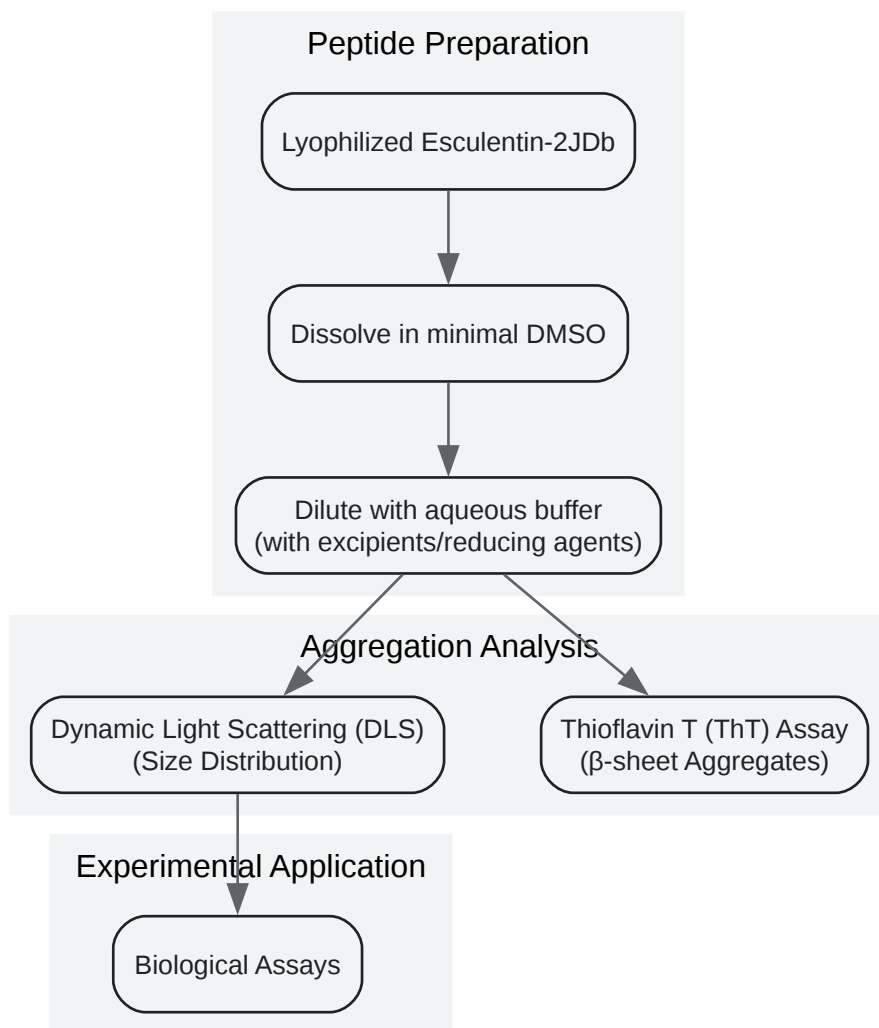 Peptide Preparation
Lyophilized Esculentin-2JDb
Dissolve in minimal DMSO
Dilute with aqueous buffer
(with excipients/reducing agents)
Aggregation Analysis
Dynamic Light Scattering (DLS)
(Size Distribution)
Thioflavin T (ThT) Assay
(β-sheet Aggregates)
Experimental Application
Biological Assays